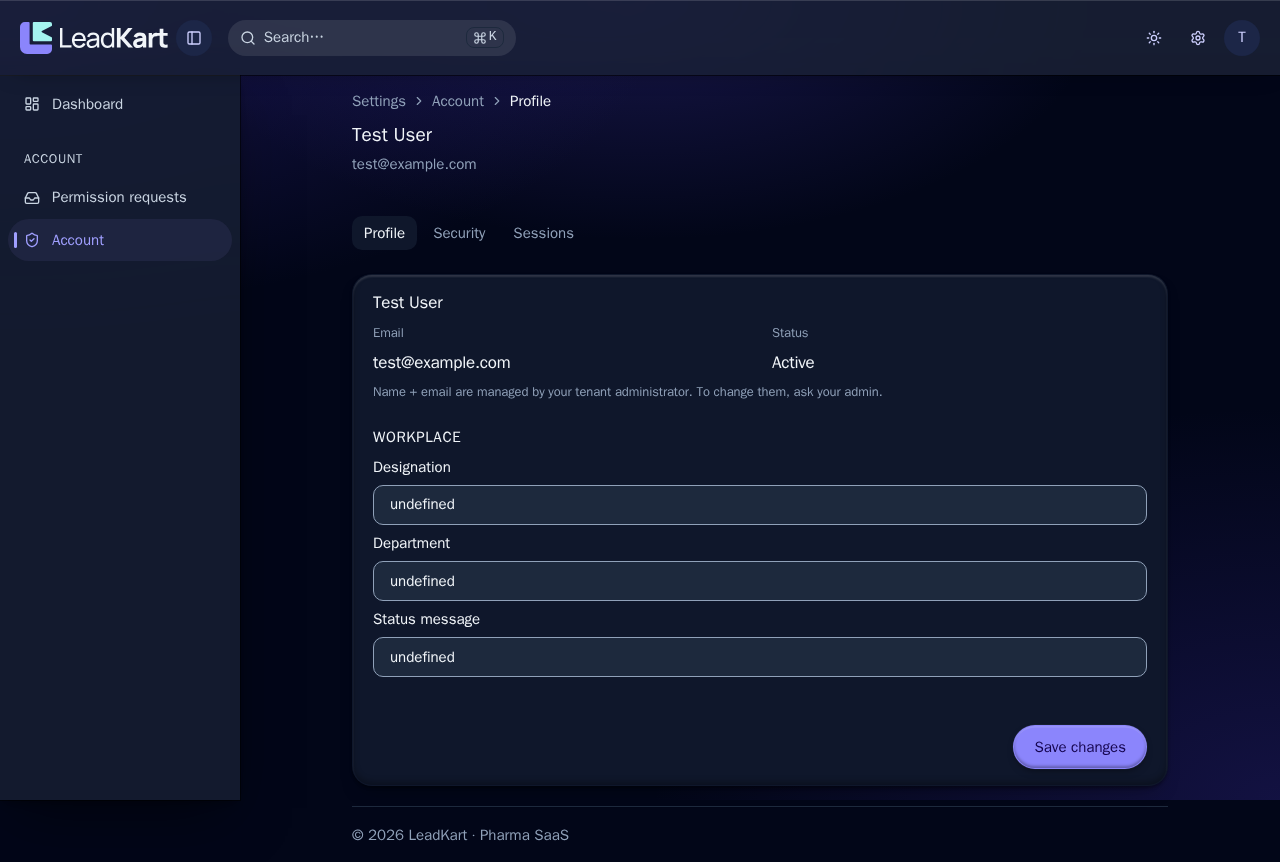 LeadKart
Search⋯
⌘K
T
Dashboard
ACCOUNT
Permission requests
Account
Settings > Account > Profile
Test User
test@example.com
Profile Security Sessions
Test User
Email Status
test@example.com Active
Name + email are managed by your tenant administrator. To change them, ask your admin.
WORKPLACE
Designation
undefined
Department
undefined
Status message
undefined
Save changes
© 2026 LeadKart · Pharma SaaS